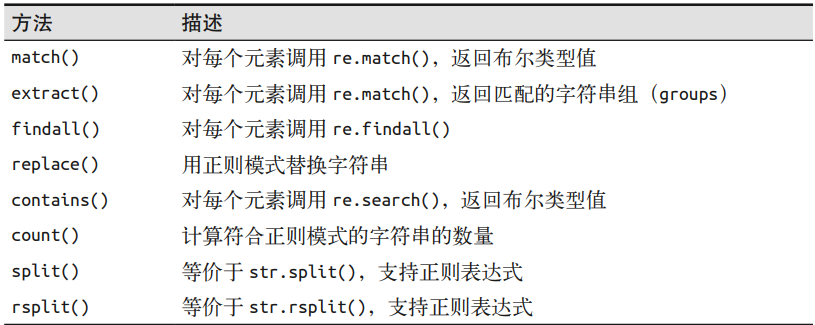 方法 描述
match() 对每个元素调用 re.match()，返回布尔类型值
extract() 对每个元素调用 re.match()，返回匹配的字符串组（groups）
findall() 对每个元素调用 re.findall()
replace() 用正则模式替换字符串
contains() 对每个元素调用 re.search()，返回布尔类型值
count() 计算符合正则模式的字符串的数量
split() 等价于 str.split()，支持正则表达式
rsplit() 等价于 str.rsplit()，支持正则表达式